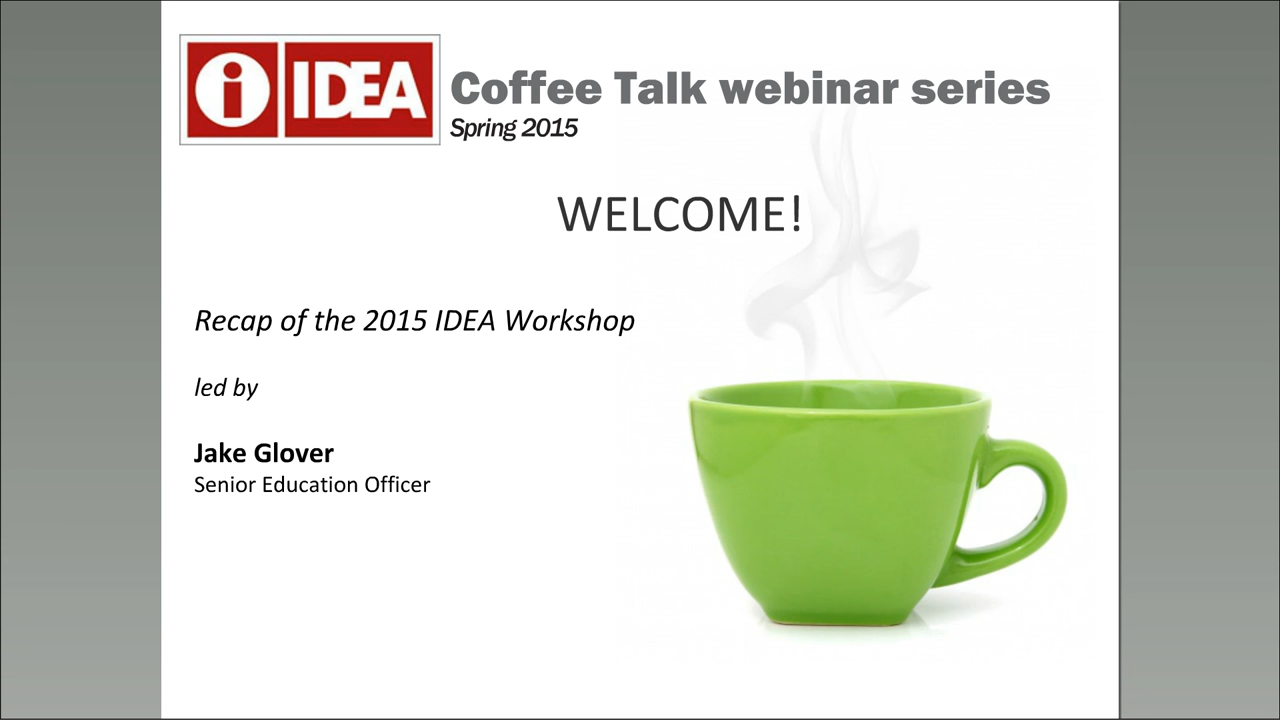 i IDEA
Coffee Talk webinar series
Spring 2015
WELCOME!
Recap of the 2015 IDEA Workshop
led by
Jake Glover
Senior Education Officer